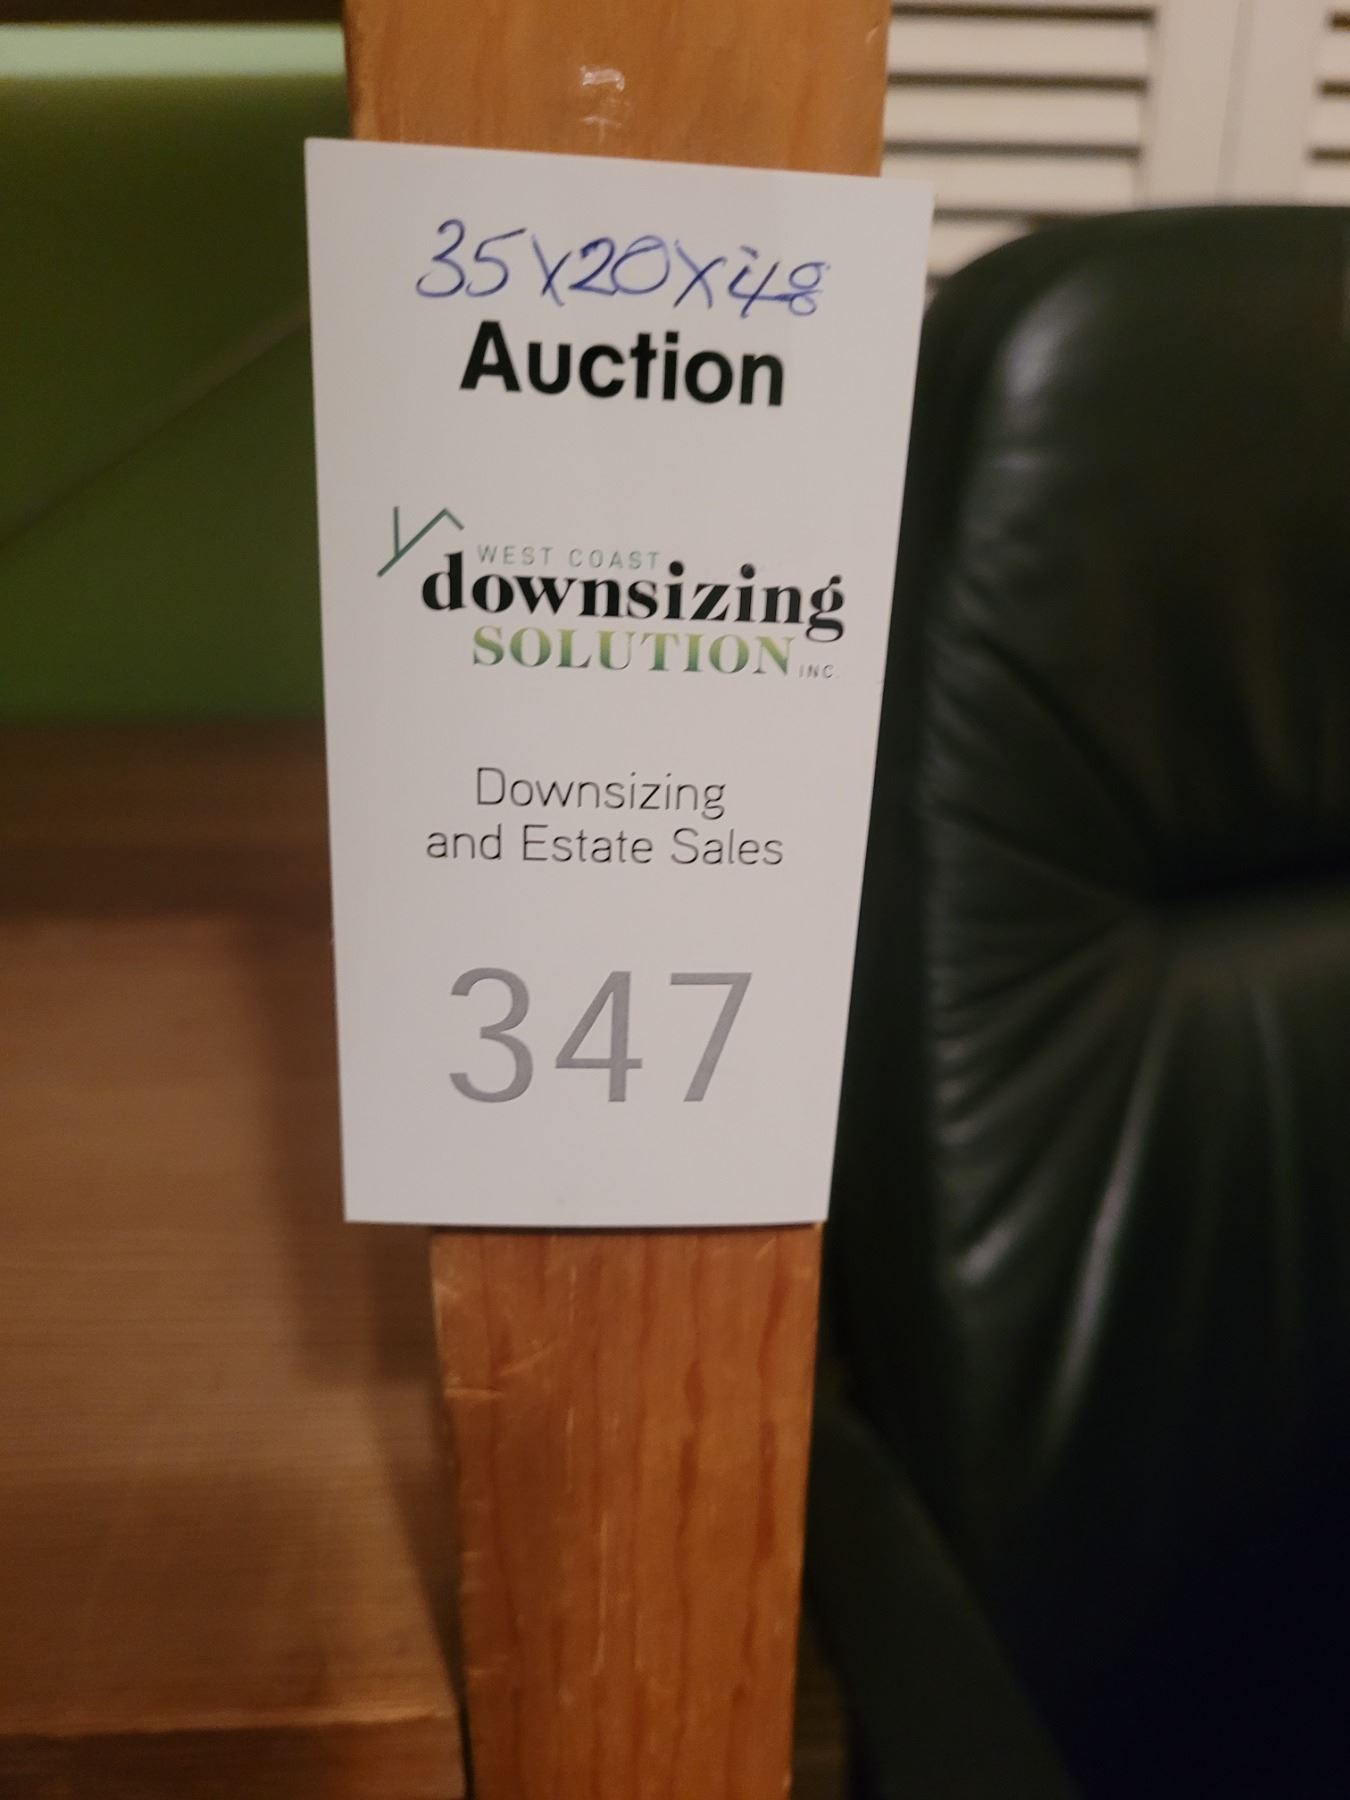 35x20x48
Auction
WEST COAST
downsizing
SOLUTION INC.
Downsizing
and Estate Sales
347